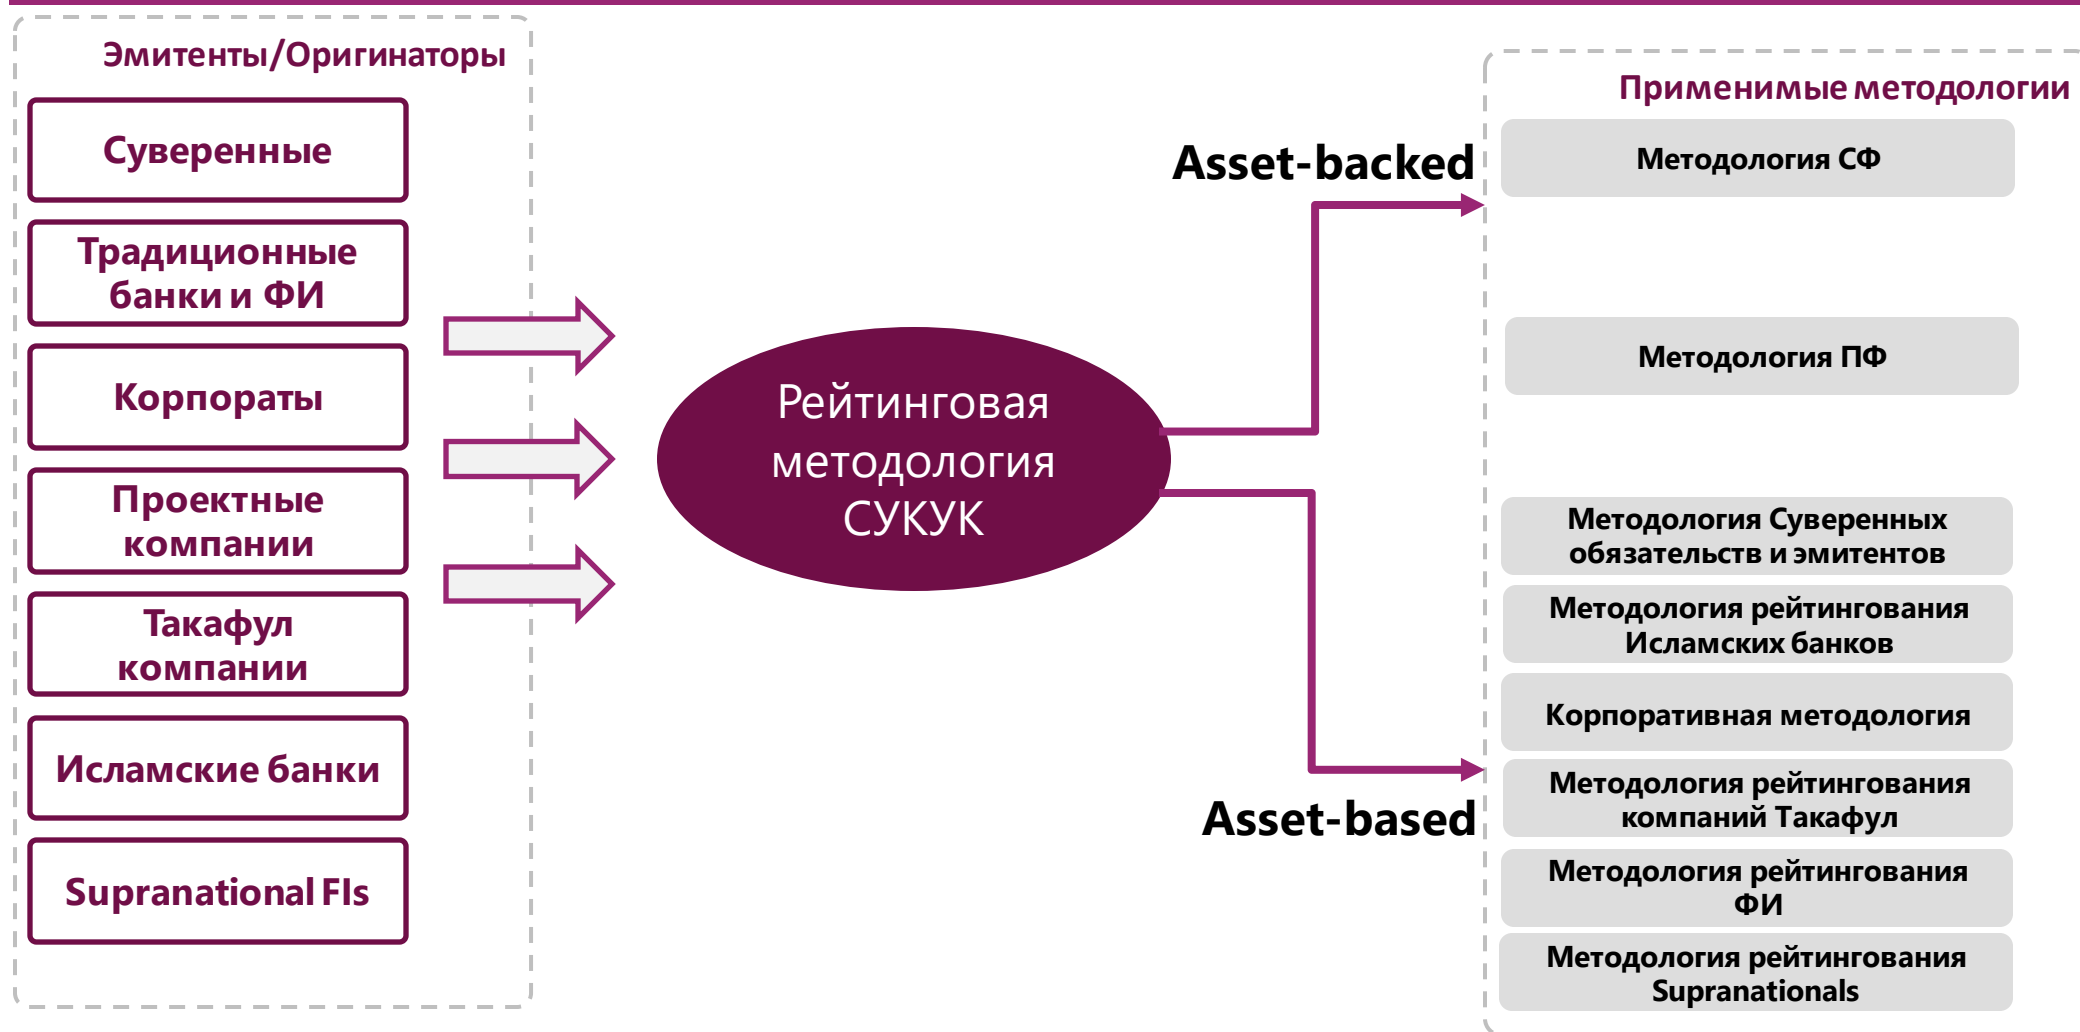 Эмитенты/Оригинаторы
Суверенные
Традиционные
банки и ФИ
Корпораты
Проектные
компании
Такафул
компании
Исламские банки
Supranational FIs
Рейтинговая
методология
СУКУК
Asset-backed
Asset-based
Применимые методологии
Методология СФ
Методология ПФ
Методология Суверенных
обязательств и эмитентов
Методология рейтингования
Исламских банков
Корпоративная методология
Методология рейтингования
компаний Такафул
Методология рейтингования
ФИ
Методология рейтингования
Supranationals